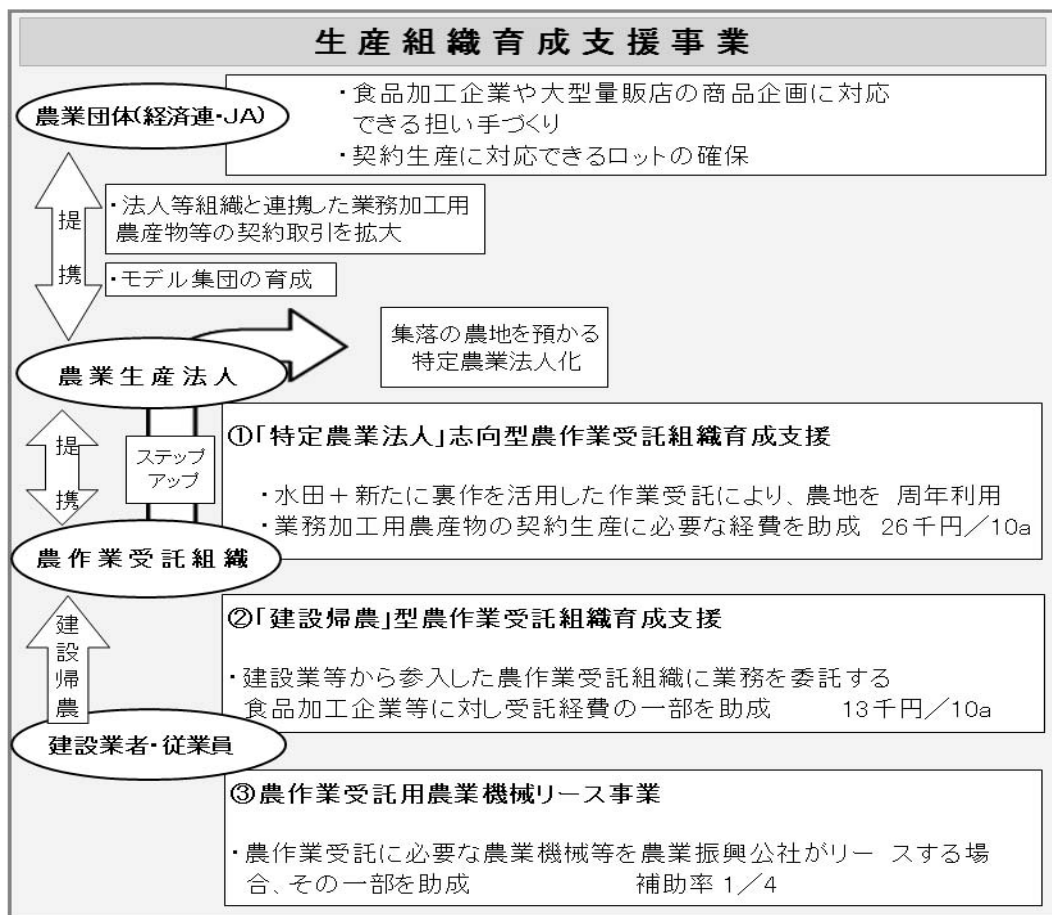 生産組織育成支援事業
農業団体(経済連・JA)
・食品加工企業や大型量販店の商品企画に対応
できる担い手づくり
・契約生産に対応できるロットの確保
提
携
・法人等組織と連携した業務加工用
農産物等の契約取引を拡大
・モデル集団の育成
集落の農地を預かる
特定農業法人化
農業生産法人
提
携
ステップ
アップ
①「特定農業法人」志向型農作業受託組織育成支援
・水田＋新たに裏作を活用した作業受託により、農地を 周年利用
・業務加工用農産物の契約生産に必要な経費を助成 26千円／10a
農作業受託組織
建
設
帰
農
②「建設帰農」型農作業受託組織育成支援
・建設業等から参入した農作業受託組織に業務を委託する
食品加工企業等に対し受託経費の一部を助成 13千円／10a
建設業者・従業員
③農作業受託用農業機械リース事業
・農作業受託に必要な農業機械等を農業振興公社がリー スする場
合、その一部を助成 補助率1／4